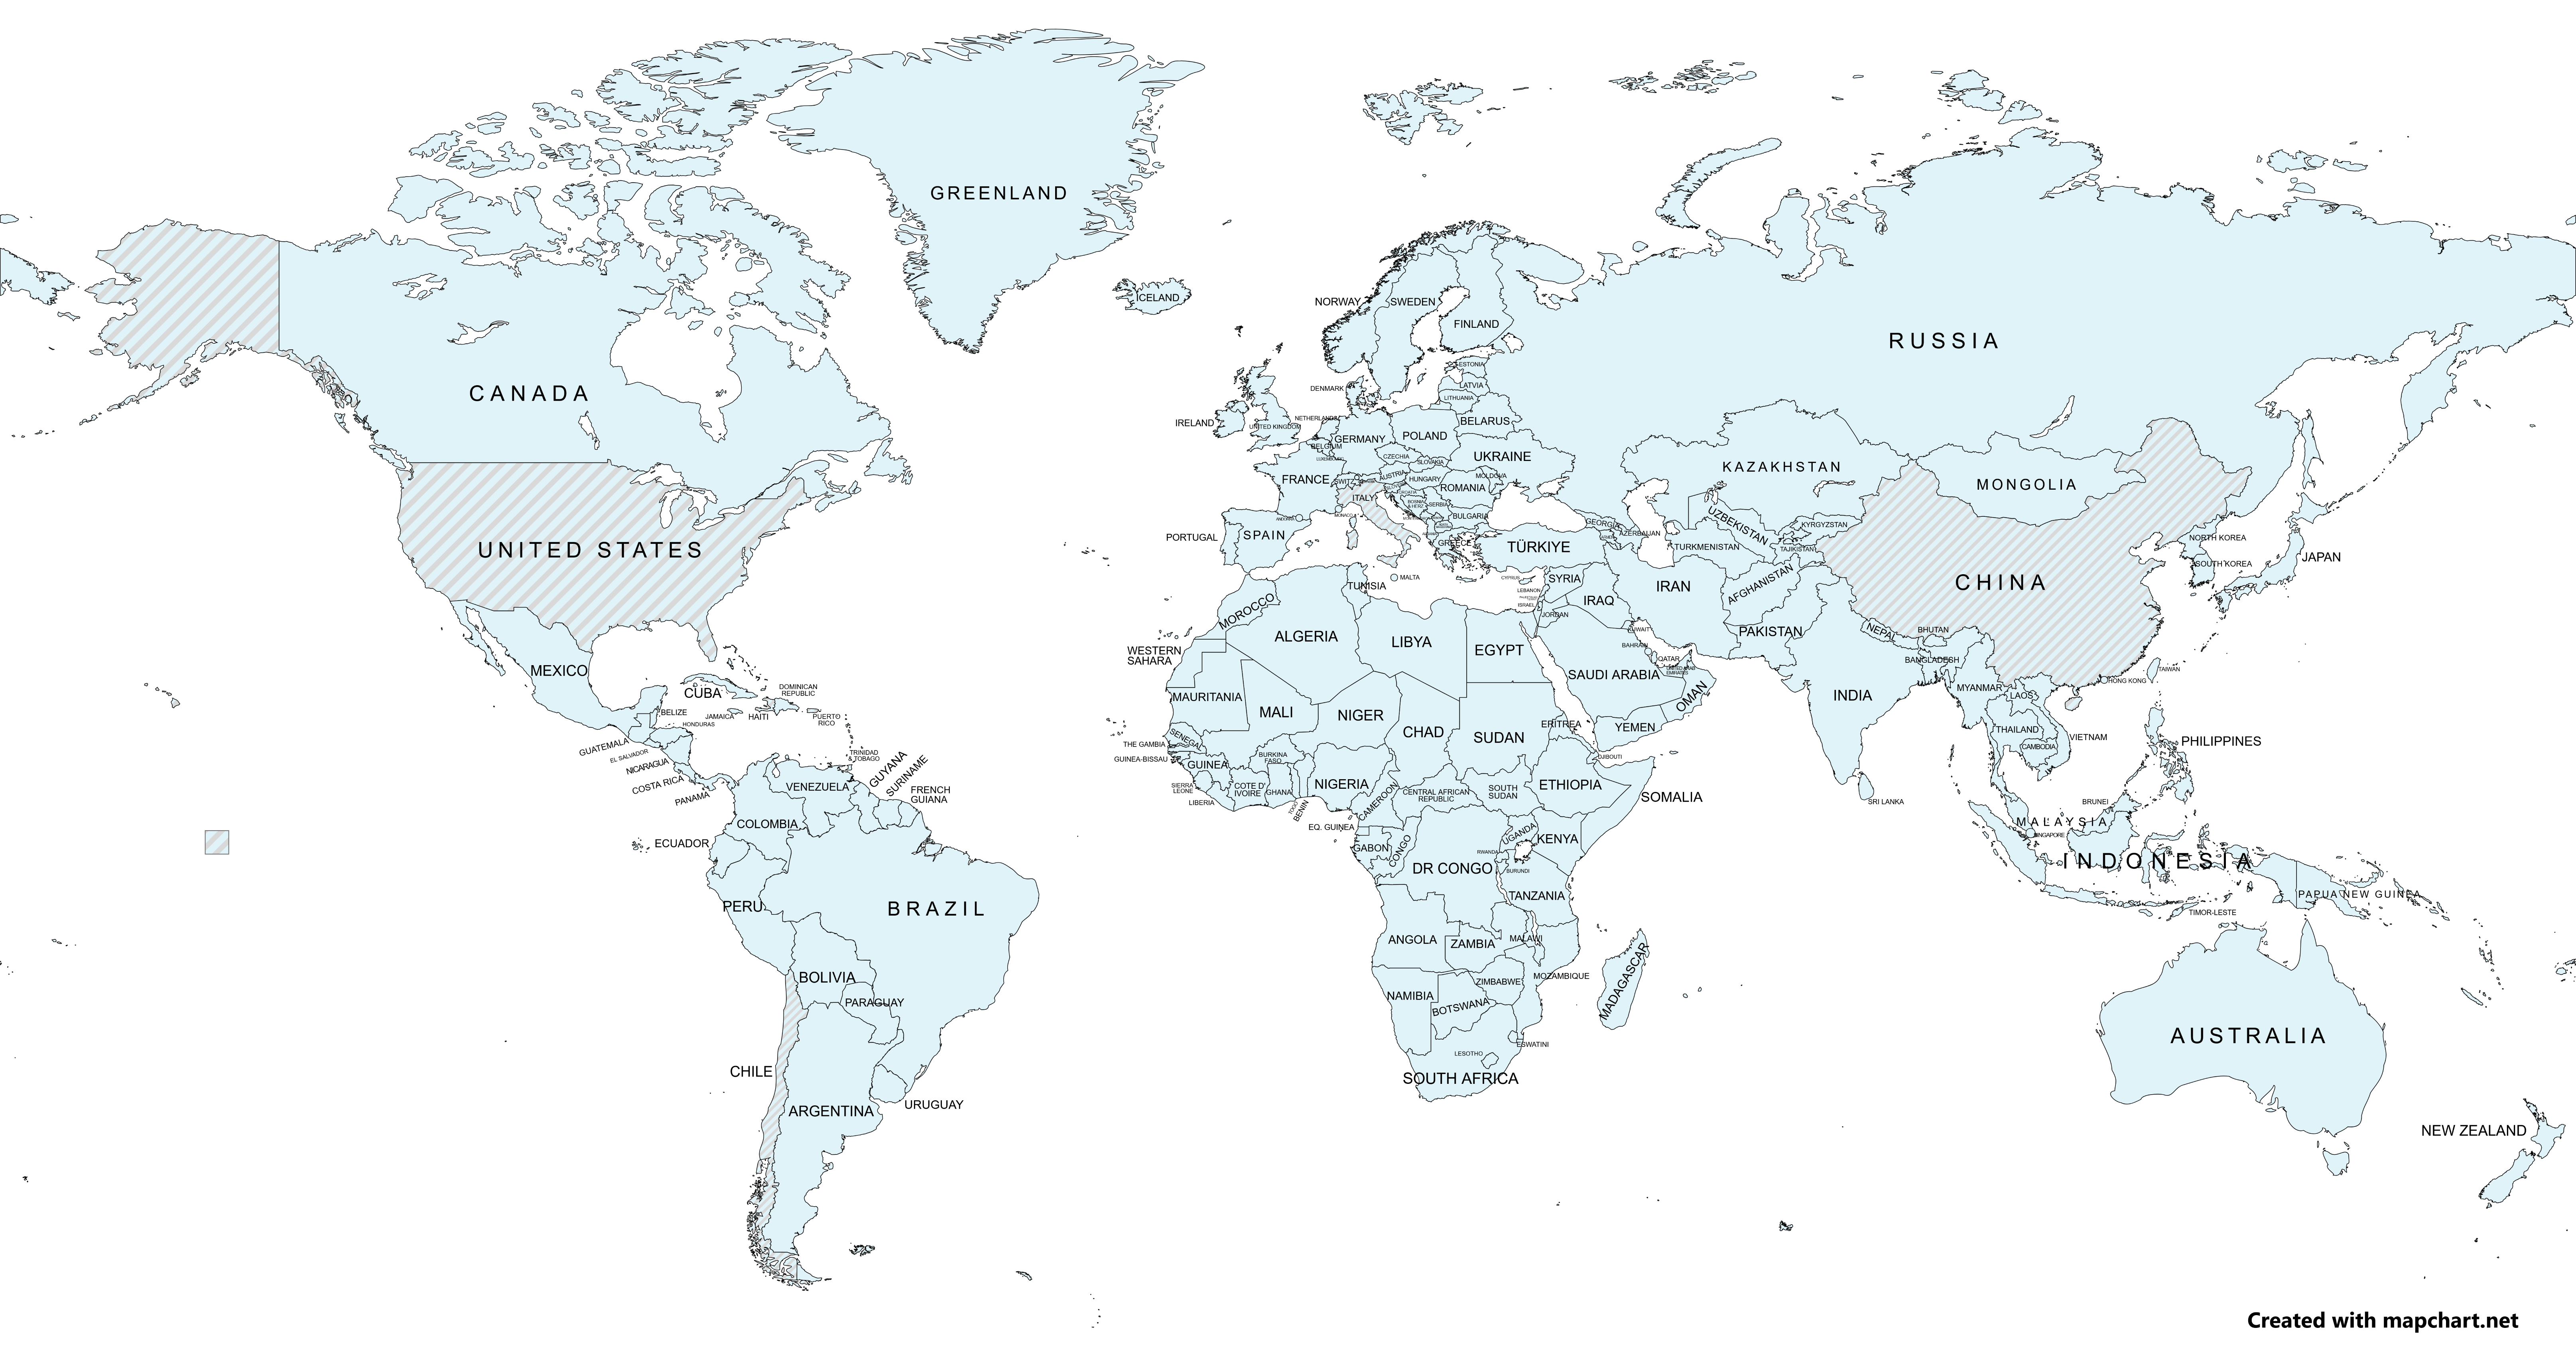 GREENLAND
ICELAND
NORWAY
SWEDEN
FINLAND
RUSSIA
CANADA
ESTONIA
LATVIA
LITHUANIA
DENMARK
IRELAND
UNITED KINGDOM
NETHERLANDS
BELARUS
GERMANY
POLAND
BELGIUM
LUXEMBOURG
CZECHIA
SLOVAKIA
UKRAINE
KAZAKHSTAN
MONGOLIA
FRANCE
SWITZ.
AUSTRIA
HUNGARY
MOLDOVA
ROMANIA
ITALY
CROATIA
BOSNIA
& HERZ.
SERBIA
MONACO
ANDORRA
BULGARIA
UNITED STATES
PORTUGAL
SPAIN
GREECE
TÜRKIYE
GEORGIA
AZERBAIJAN
UZBEKISTAN
KYRGYZSTAN
TURKMENISTAN
TAJIKISTAN
NORTH KOREA
SOUTH KOREA
JAPAN
CHINA
TUNISIA
MALTA
CYPRUS
SYRIA
LEBANON
ISRAEL
IRAQ
IRAN
AFGHANISTAN
JORDAN
MOROCCO
ALGERIA
LIBYA
EGYPT
KUWAIT
PAKISTAN
NEPAL
BHUTAN
WESTERN
SAHARA
BAHRAIN
QATAR
UNITED ARAB
EMIRATES
SAUDI ARABIA
OMAN
BANGLADESH
INDIA
MYANMAR
LAOS
HONG KONG
TAIWAN
MEXICO
CUBA
DOMINICAN
REPUBLIC
BELIZE
HONDURAS
JAMAICA
HAITI
PUERTO
RICO
GUATEMALA
EL SALVADOR
NICARAGUA
COSTA RICA
PANAMA
TRINIDAD
& TOBAGO
MAURITANIA
MALI
NIGER
CHAD
SUDAN
ERITREA
YEMEN
THAILAND
VIETNAM
CAMBODIA
PHILIPPINES
SENEGAL
THE GAMBIA
GUINEA-BISSAU
GUINEA
BURKINA
FASO
DJIBOUTI
SIERRA
LEONE
LIBERIA
COTE D'
IVOIRE
GHANA
TOGO
BENIN
NIGERIA
CAMEROON
CENTRAL AFRICAN
REPUBLIC
SOUTH
SUDAN
ETHIOPIA
SOMALIA
SRI LANKA
BRUNEI
MALAYSIA
SINGAPORE
INDONESIA
PAPUA NEW GUINEA
TIMOR-LESTE
VENEZUELA
GUYANA
SURINAME
FRENCH
GUIANA
COLOMBIA
ECUADOR
PERU
BRAZIL
BOLIVIA
PARAGUAY
CHILE
ARGENTINA
URUGUAY
EQ. GUINEA
GABON
CONGO
DR CONGO
UGANDA
KENYA
RWANDA
BURUNDI
TANZANIA
ANGOLA
ZAMBIA
MALAWI
MOZAMBIQUE
ZIMBABWE
NAMIBIA
BOTSWANA
MADAGASCAR
ESWATINI
LESOTHO
SOUTH AFRICA
AUSTRALIA
NEW ZEALAND
Created with mapchart.net